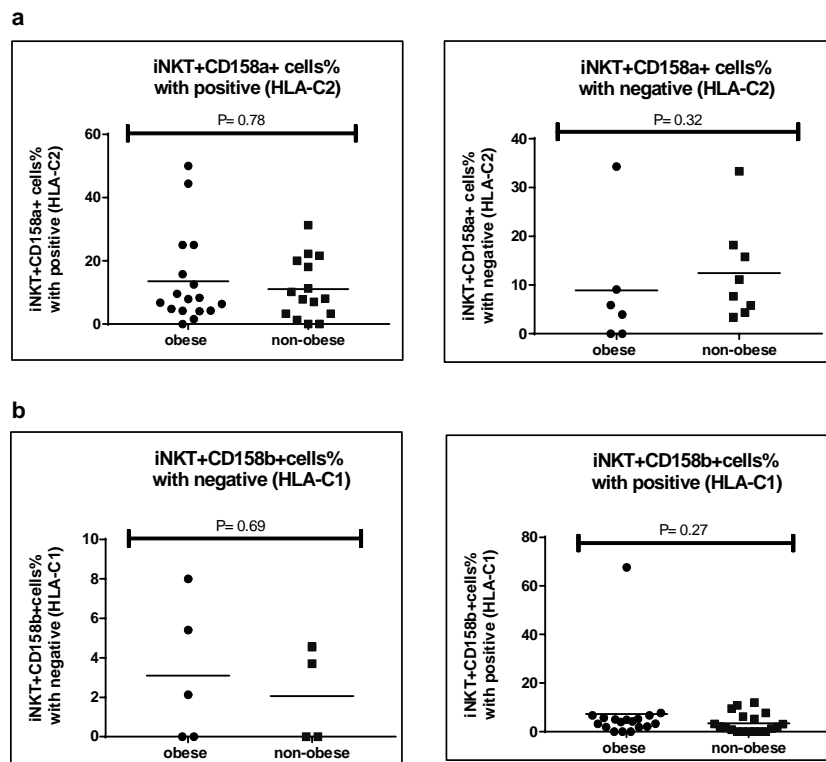 a
iNKT+CD158a+ cells%
with positive (HLA-C2)
P= 0.78
iNKT+CD158a+ cells%
with positive (HLA-C2)
60
40
20
0
obese
non-obese
iNKT+CD158a+ cells%
with negative (HLA-C2)
P= 0.32
iNKT+CD158a+ cells%
with negative (HLA-C2)
40
30
20
10
0
obese
non-obese
b
iNKT+CD158b+cells%
with negative (HLA-C1)
P= 0.69
iNKT+CD158b+cells%
with negative (HLA-C1)
10
8
6
4
2
0
obese
non-obese
iNKT+CD158b+cells%
with positive (HLA-C1)
P= 0.27
iNKT+CD158b+cells%
with positive (HLA-C1)
80
60
40
20
0
obese
non-obese